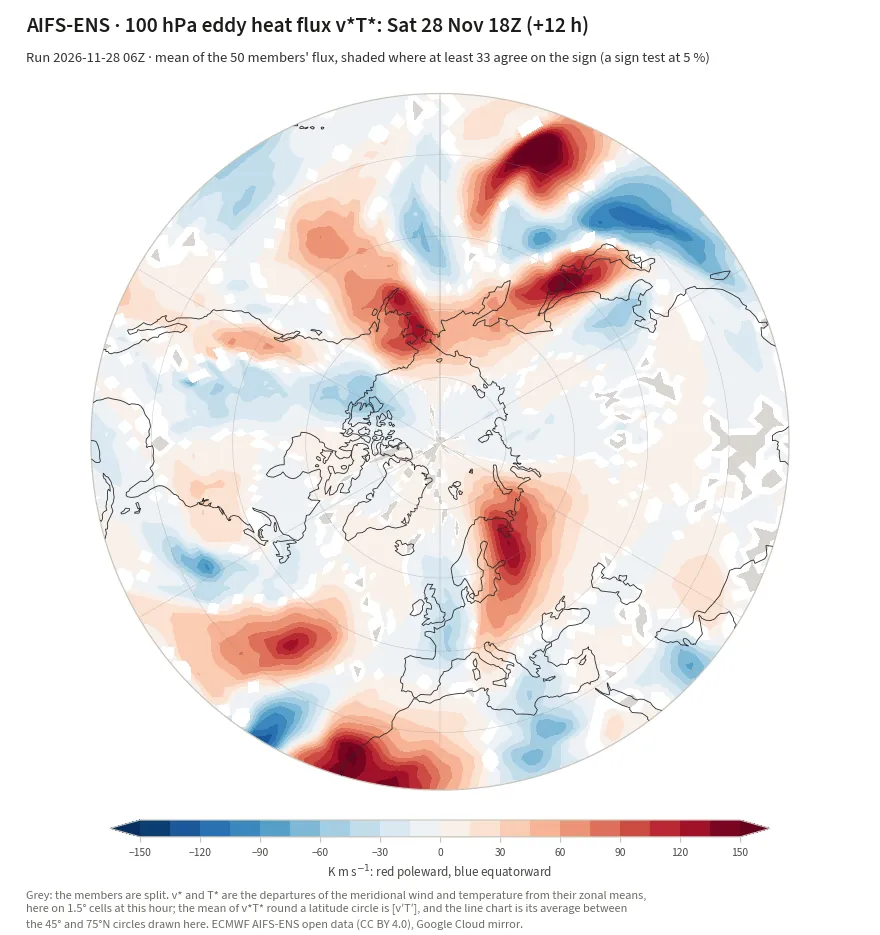 AIFS-ENS · 100 hPa eddy heat flux v*T*: Sat 28 Nov 18Z (+12 h)
Run 2026-11-28 06Z · mean of the 50 members' flux, shaded where at least 33 agree on the sign (a sign test at 5 %)
−150 −120 −90 −60 −30 0 30 60 90 120 150
K m s⁻¹: red poleward, blue equatorward
Grey: the members are split. v* and T* are the departures of the meridional wind and temperature from their zonal means,
here on 1.5° cells at this hour; the mean of v*T* round a latitude circle is [v′T′], and the line chart is its average between
the 45° and 75°N circles drawn here. ECMWF AIFS-ENS open data (CC BY 4.0), Google Cloud mirror.